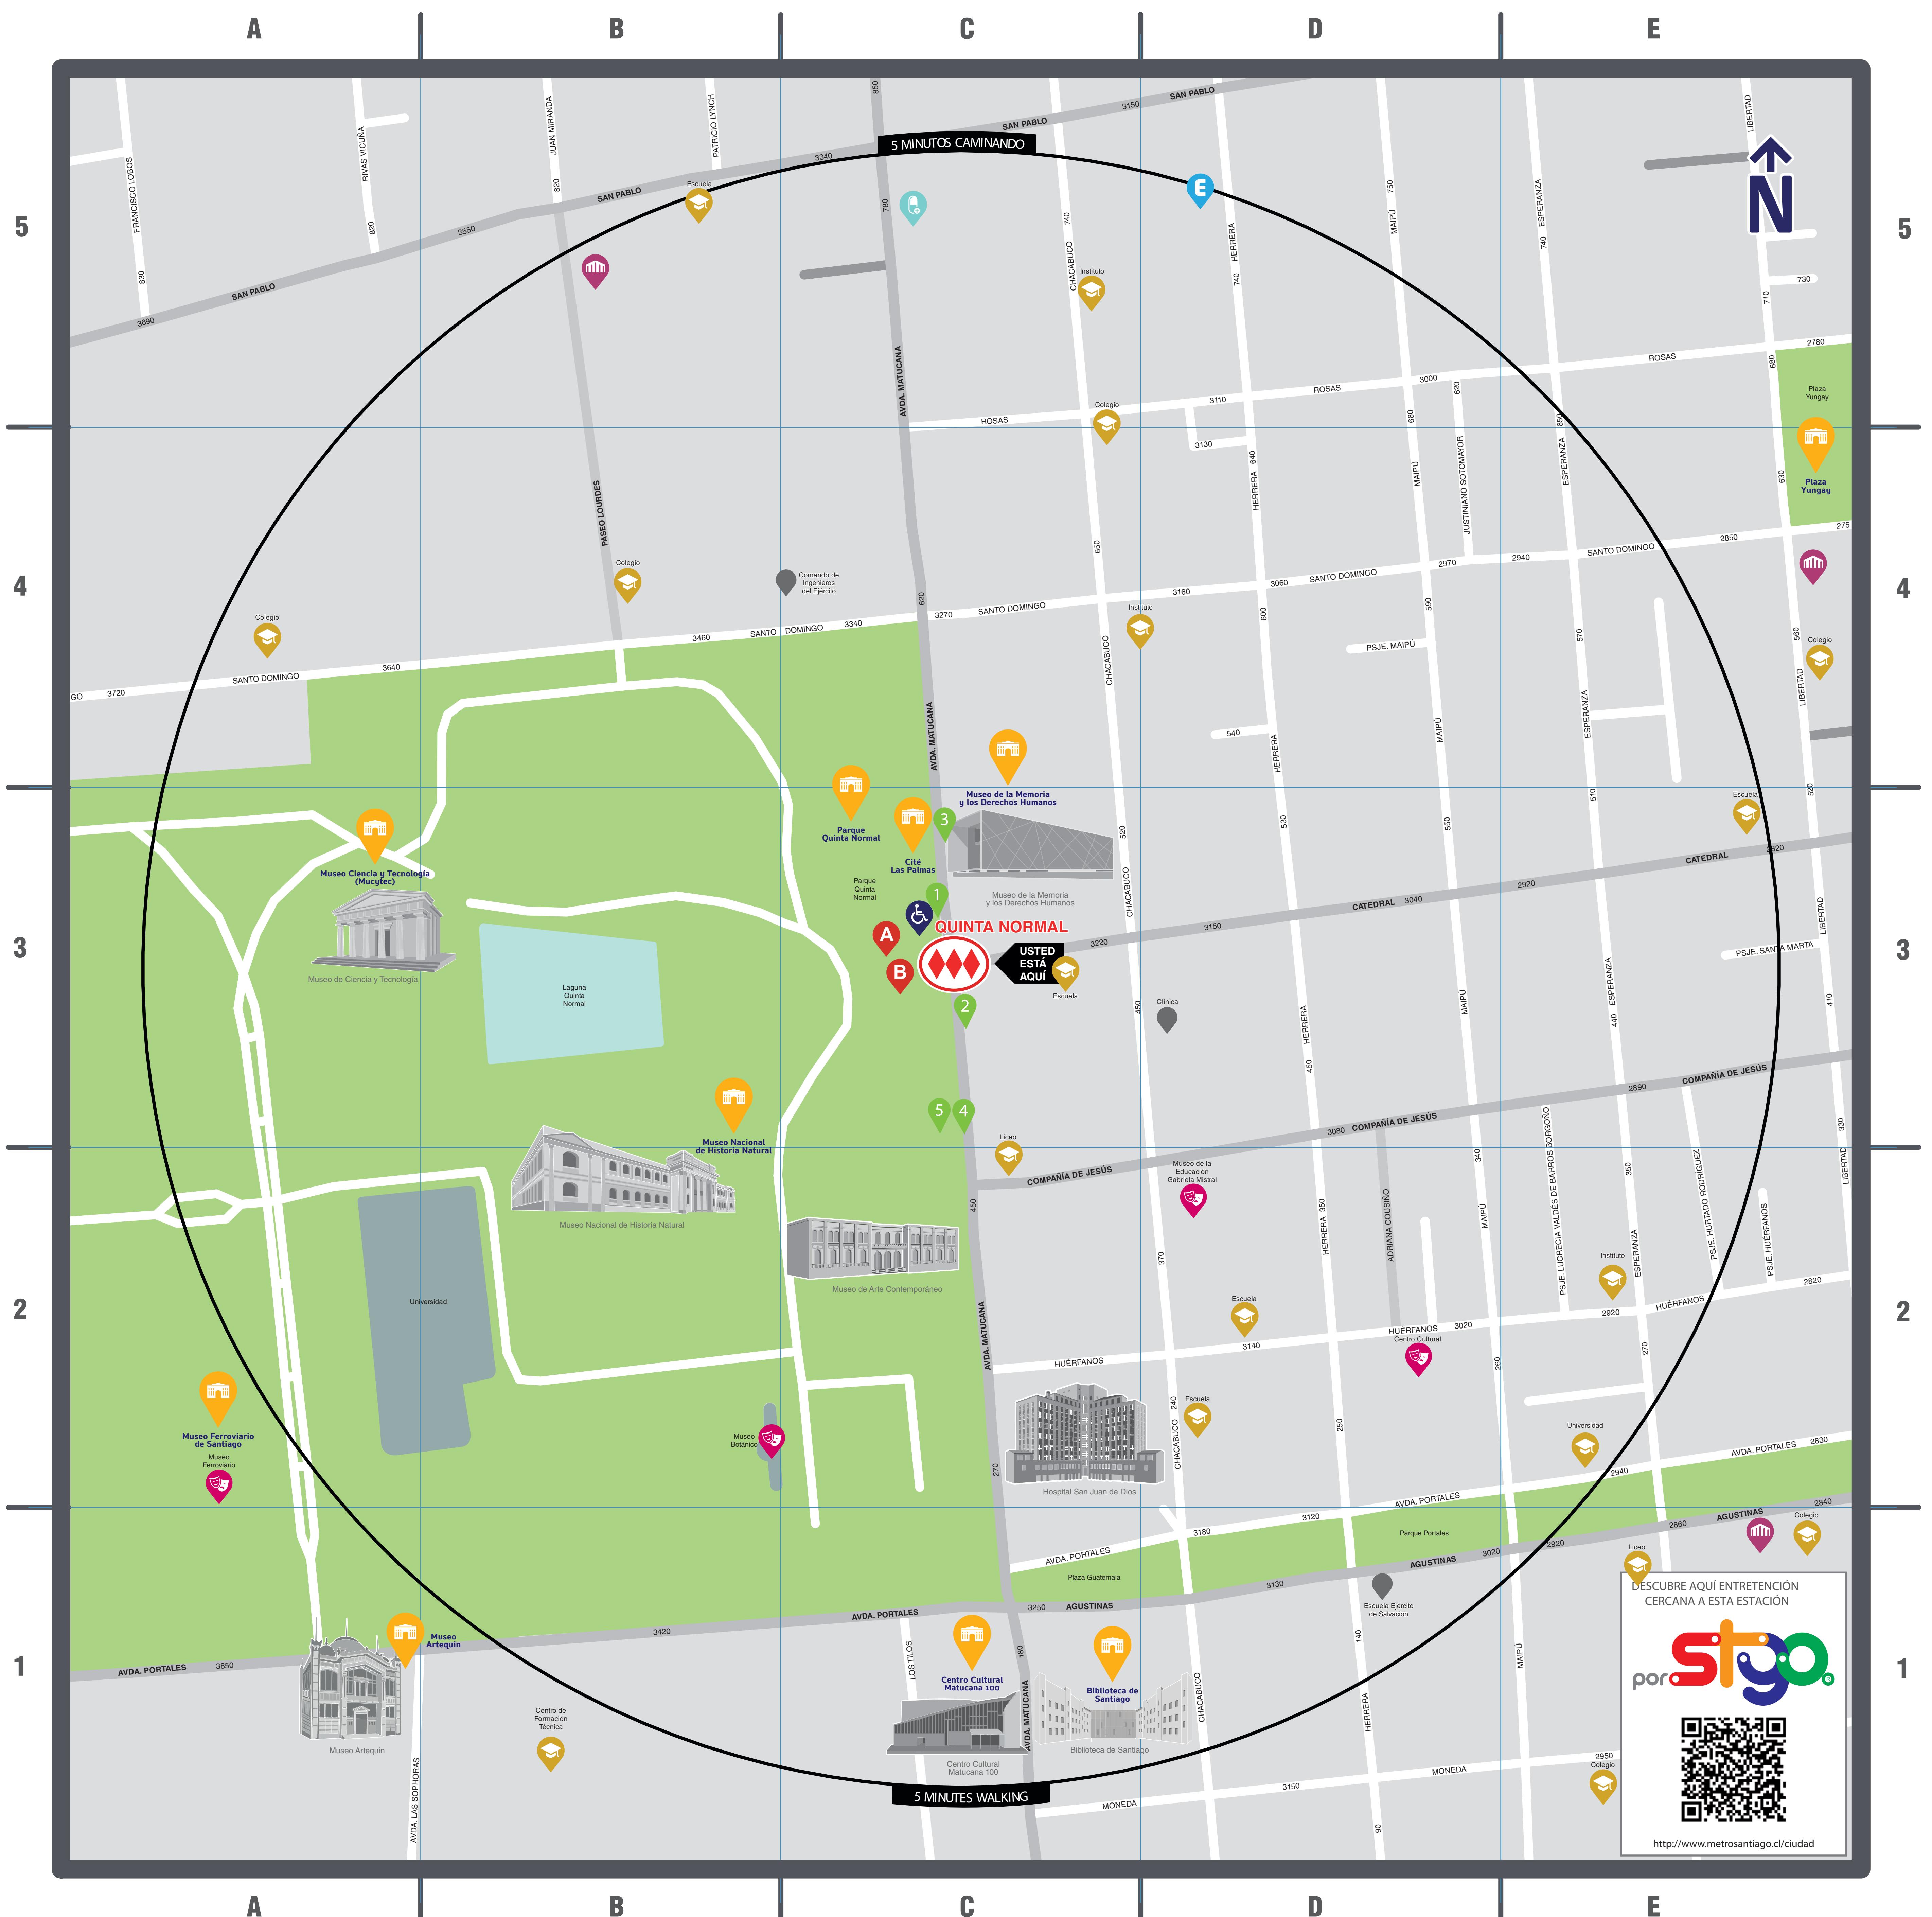 A
B
C
D
E
5
4
3
2
1
5
4
3
2
1
A
B
C
D
E
5 MINUTOS CAMINANDO
5 MINUTES WALKING
N
E
FRANCISCO LOBOS
830
RIVAS VICUÑA
820
JUAN MIRANDA
820
PATRICIO LYNCH
850
780
SAN PABLO
3690
3550
SAN PABLO
3340
SAN PABLO
3150
SAN PABLO
Escuela
Instituto
740
CHACABUCO
HERRERA
740
750
MAIPÚ
ESPERANZA
740
LIBERTAD
730
710
2780
680
ROSAS
ROSAS
3000
620
3110
ROSAS
Colegio
AVDA. MATUCANA
Plaza
Yungay
Plaza
Yungay
3130
640
HERRERA
660
MAIPÚ
JUSTINIANO SOTOMAYOR
650
ESPERANZA
630
275
2850
SANTO DOMINGO
2940
2970
SANTO DOMINGO
3060
3160
SANTO DOMINGO
3270
620
650
PASEO LOURDES
Colegio
Comando de
Ingenieros
del Ejército
Colegio
Instituto
3340
SANTO DOMINGO
3460
3640
SANTO DOMINGO
3720
GO
600
590
PSJE. MAIPÚ
570
560
Colegio
LIBERTAD
CHACABUCO
540
HERRERA
MAIPÚ
ESPERANZA
AVDA. MATUCANA
Museo de la Memoria
y los Derechos Humanos
Parque
Quinta Normal
Cité
Las Palmas
3
Museo Ciencia y Tecnología
(Mucytec)
Museo de Ciencia y Tecnología
Parque
Quinta
Normal
Museo de la Memoria
y los Derechos Humanos
1
QUINTA NORMAL
A
B
USTED
ESTÁ
AQUÍ
Escuela
2
5
4
Laguna
Quinta
Normal
520
CHACABUCO
530
550
510
520
Escuela
2820
CATEDRAL
2920
3040
CATEDRAL
3150
3220
450
Clínica
HERRERA
450
MAIPÚ
ESPERANZA
440
LIBERTAD
PSJE. SANTA MARTA
410
COMPAÑÍA DE JESÚS
2890
COMPAÑÍA DE JESÚS
3080
COMPAÑÍA DE JESÚS
330
LIBERTAD
Museo Nacional
de Historia Natural
Museo Nacional de Historia Natural
Museo de Arte Contemporáneo
Liceo
450
Museo de la
Educación
Gabriela Mistral
370
HERRERA 350
ADRIANA COUSIÑO
340
MAIPÚ
PSJE. LUCRECIA VALDÉS DE BARROS BORGOÑO
350
ESPERANZA
PSJE. HURTADO RODRÍGUEZ
PSJE. HUÉRFANOS
Instituto
2820
HUÉRFANOS
2920
3020
HUÉRFANOS
Centro Cultural
3140
HUÉRFANOS
Escuela
Universidad
AVDA. MATUCANA
260
270
Museo Ferroviario
de Santiago
Museo
Ferroviario
Museo
Botánico
270
Hospital San Juan de Dios
Escuela
240
CHACABUCO
250
Universidad
2830
AVDA. PORTALES
2940
AVDA. PORTALES
3120
3180
AVDA. PORTALES
Parque Portales
Plaza Guatemala
2840
AGUSTINAS
2860
2920
3020
AGUSTINAS
3130
AGUSTINAS
3250
AVDA. PORTALES
3420
3850
AVDA. PORTALES
Colegio
Liceo
Escuela Ejército
de Salvación
Museo
Artequin
Museo Artequin
AVDA. LAS SOPHORAS
Centro de
Formación
Técnica
LOS TILOS
Centro Cultural
Matucana 100
Centro Cultural
Matucana 100
180
AVDA. MATUCANA
Biblioteca de
Santiago
Biblioteca de Santiago
CHACABUCO
140
HERRERA
90
MAIPÚ
MONEDA
3150
MONEDA
2950
Colegio
DESCUBRE AQUÍ ENTRETENCIÓN
CERCANA A ESTA ESTACIÓN
por stgo
http://www.metrosantiago.cl/ciudad